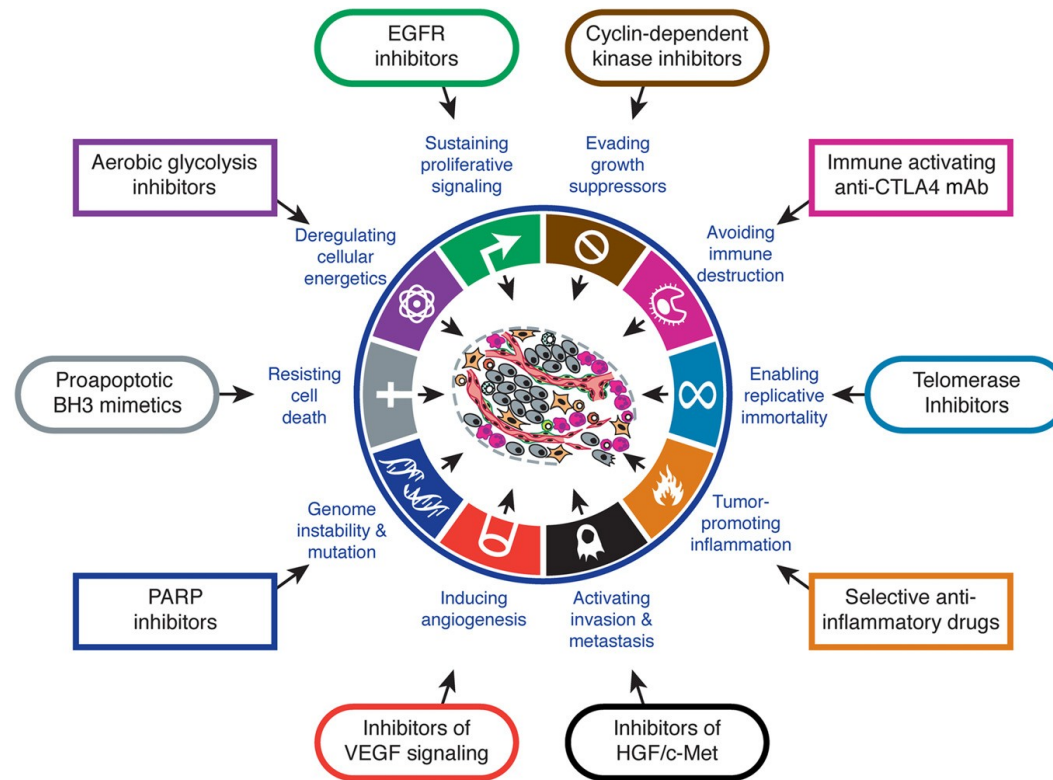 EGFR
inhibitors
Cyclin-dependent
kinase inhibitors
Sustaining
proliferative
signaling
Evading
growth
suppressors
Aerobic glycolysis
inhibitors
Immune activating
anti-CTLA4 mAb
Deregulating
cellular
energetics
Avoiding
immune
destruction
Proapoptotic
BH3 mimetics
Resisting
cell
death
Enabling
replicative
immortality
Telomerase
Inhibitors
Genome
instability &
mutation
Tumor-
promoting
inflammation
PARP
inhibitors
Inducing
angiogenesis
Activating
invasion &
metastasis
Selective anti-
inflammatory drugs
Inhibitors of
VEGF signaling
Inhibitors of
HGF/c-Met